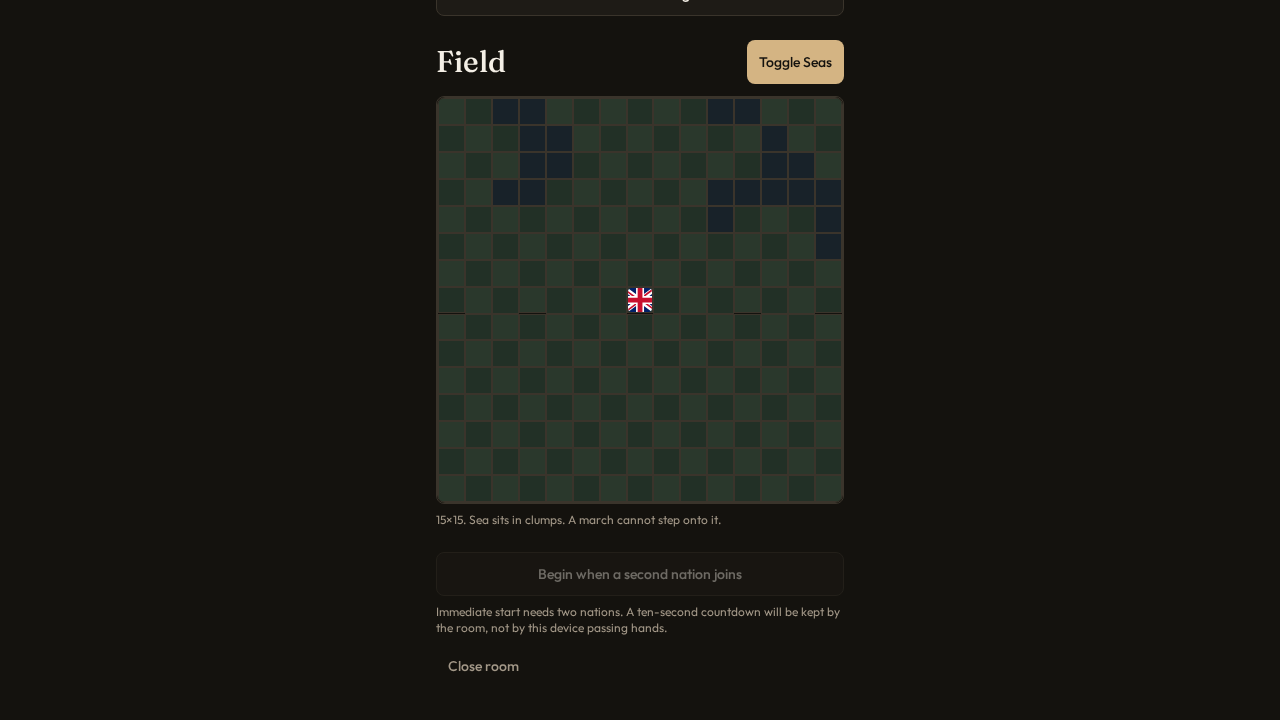 Field
Toggle Seas
15×15. Sea sits in clumps. A march cannot step onto it.
Begin when a second nation joins
Immediate start needs two nations. A ten-second countdown will be kept by
the room, not by this device passing hands.
Close room